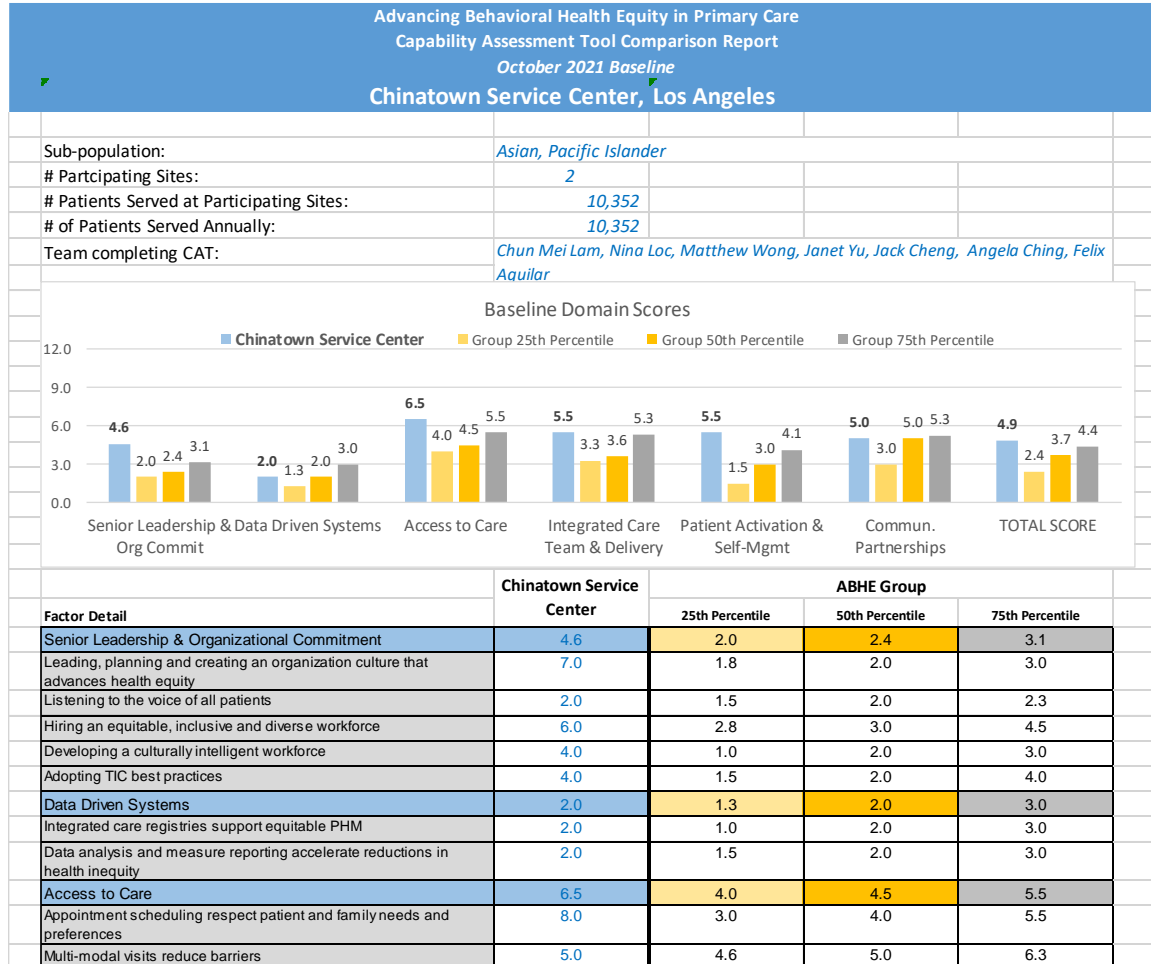 Advancing Behavioral Health Equity in Primary Care
Capability Assessment Tool Comparison Report
October 2021 Baseline
Chinatown Service Center, Los Angeles
Sub-population: Asian, Pacific Islander
# Partcipating Sites: 2
# Patients Served at Participating Sites: 10,352
# of Patients Served Annually: 10,352
Team completing CAT: Chun Mei Lam, Nina Loc, Matthew Wong, Janet Yu, Jack Cheng, Angela Ching, Felix
Aguilar
Baseline Domain Scores
Chinatown Service Center Group 25th Percentile Group 50th Percentile Group 75th Percentile
12.0
9.0
6.0
3.0
0.0
4.6 2.0 2.4 3.1
2.0 1.3 2.0 3.0
6.5 4.0 4.5 5.5
5.5 3.3 3.6 5.3
5.5 1.5 3.0 4.1
5.0 3.0 5.0 5.3
4.9 2.4 3.7 4.4
Senior Leadership & Data Driven Systems Access to Care Integrated Care Patient Activation & Commun. TOTAL SCORE
Org Commit Team & Delivery Self-Mgmt Partnerships
Chinatown Service ABHE Group
Factor Detail Center 25th Percentile 50th Percentile 75th Percentile
Senior Leadership & Organizational Commitment 4.6 2.0 2.4 3.1
Leading, planning and creating an organization culture that 7.0 1.8 2.0 3.0
advances health equity
Listening to the voice of all patients 2.0 1.5 2.0 2.3
Hiring an equitable, inclusive and diverse workforce 6.0 2.8 3.0 4.5
Developing a culturally intelligent workforce 4.0 1.0 2.0 3.0
Adopting TIC best practices 4.0 1.5 2.0 4.0
Data Driven Systems 2.0 1.3 2.0 3.0
Integrated care registries support equitable PHM 2.0 1.0 2.0 3.0
Data analysis and measure reporting accelerate reductions in 2.0 1.5 2.0 3.0
health inequity
Access to Care 6.5 4.0 4.5 5.5
Appointment scheduling respect patient and family needs and 8.0 3.0 4.0 5.5
preferences
Multi-modal visits reduce barriers 5.0 4.6 5.0 6.3